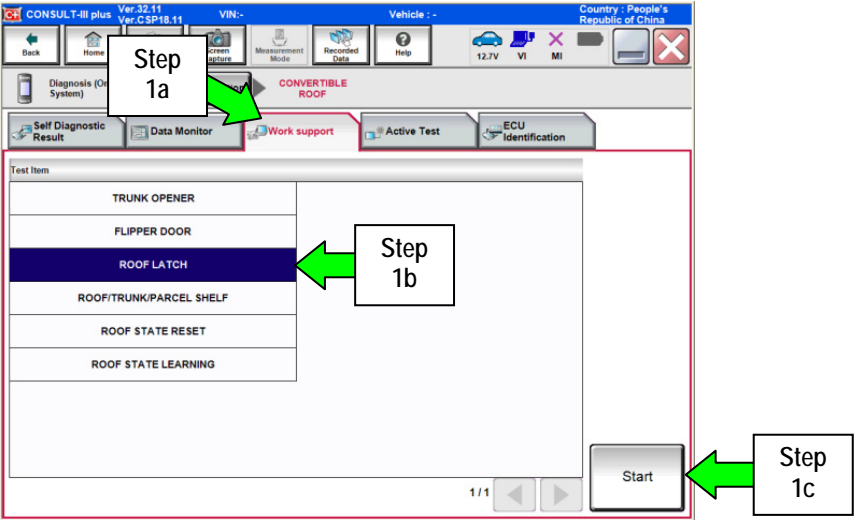 CONSULT-III plus
Ver.32.11
Ver.CSP18.11
VIN:-
Vehicle : -
Country : People's
Republic of China
Back
Home
Screen
Capture
Measurement
Mode
Recorded
Data
Help
12.7V
VI
MI
Step
1a
Diagnosis (On
System)
CONVERTIBLE
ROOF
Self Diagnostic
Result
Data Monitor
Work support
Active Test
ECU
Identification
Test Item
TRUNK OPENER
FLIPPER DOOR
ROOF LATCH
Step
1b
ROOF/TRUNK/PARCEL SHELF
ROOF STATE RESET
ROOF STATE LEARNING
1/1
Start
Step
1c